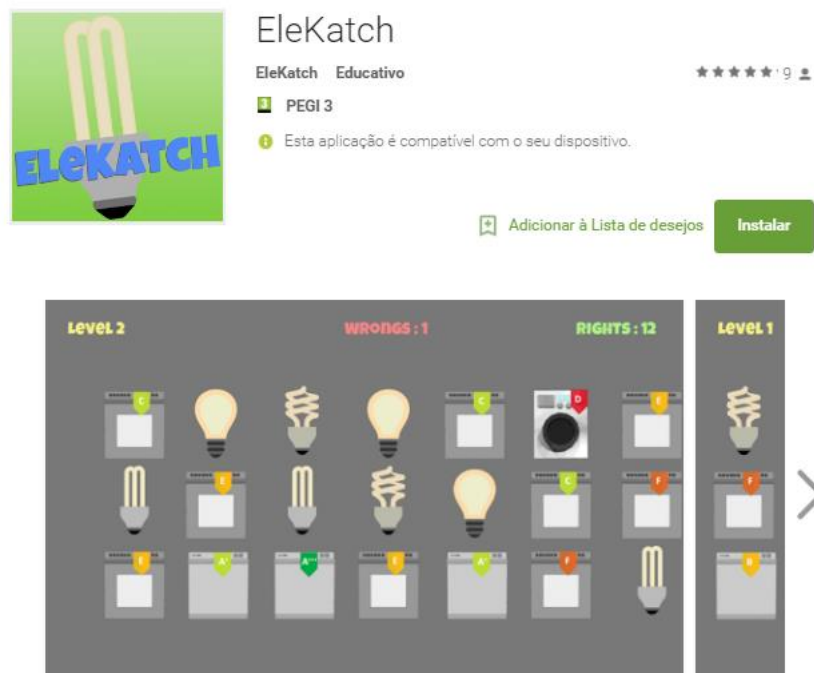 EleKatch
EleKatch Educativo
9
EleKATCH
3 PEGI 3
Esta aplicação é compatível com o seu dispositivo.
Adicionar à Lista de desejos Instalar
Level 2 WRONGS : 1 RIGHTS : 12 Level 1
C C D E
E C F F
E A+ A+++ E A+ F B